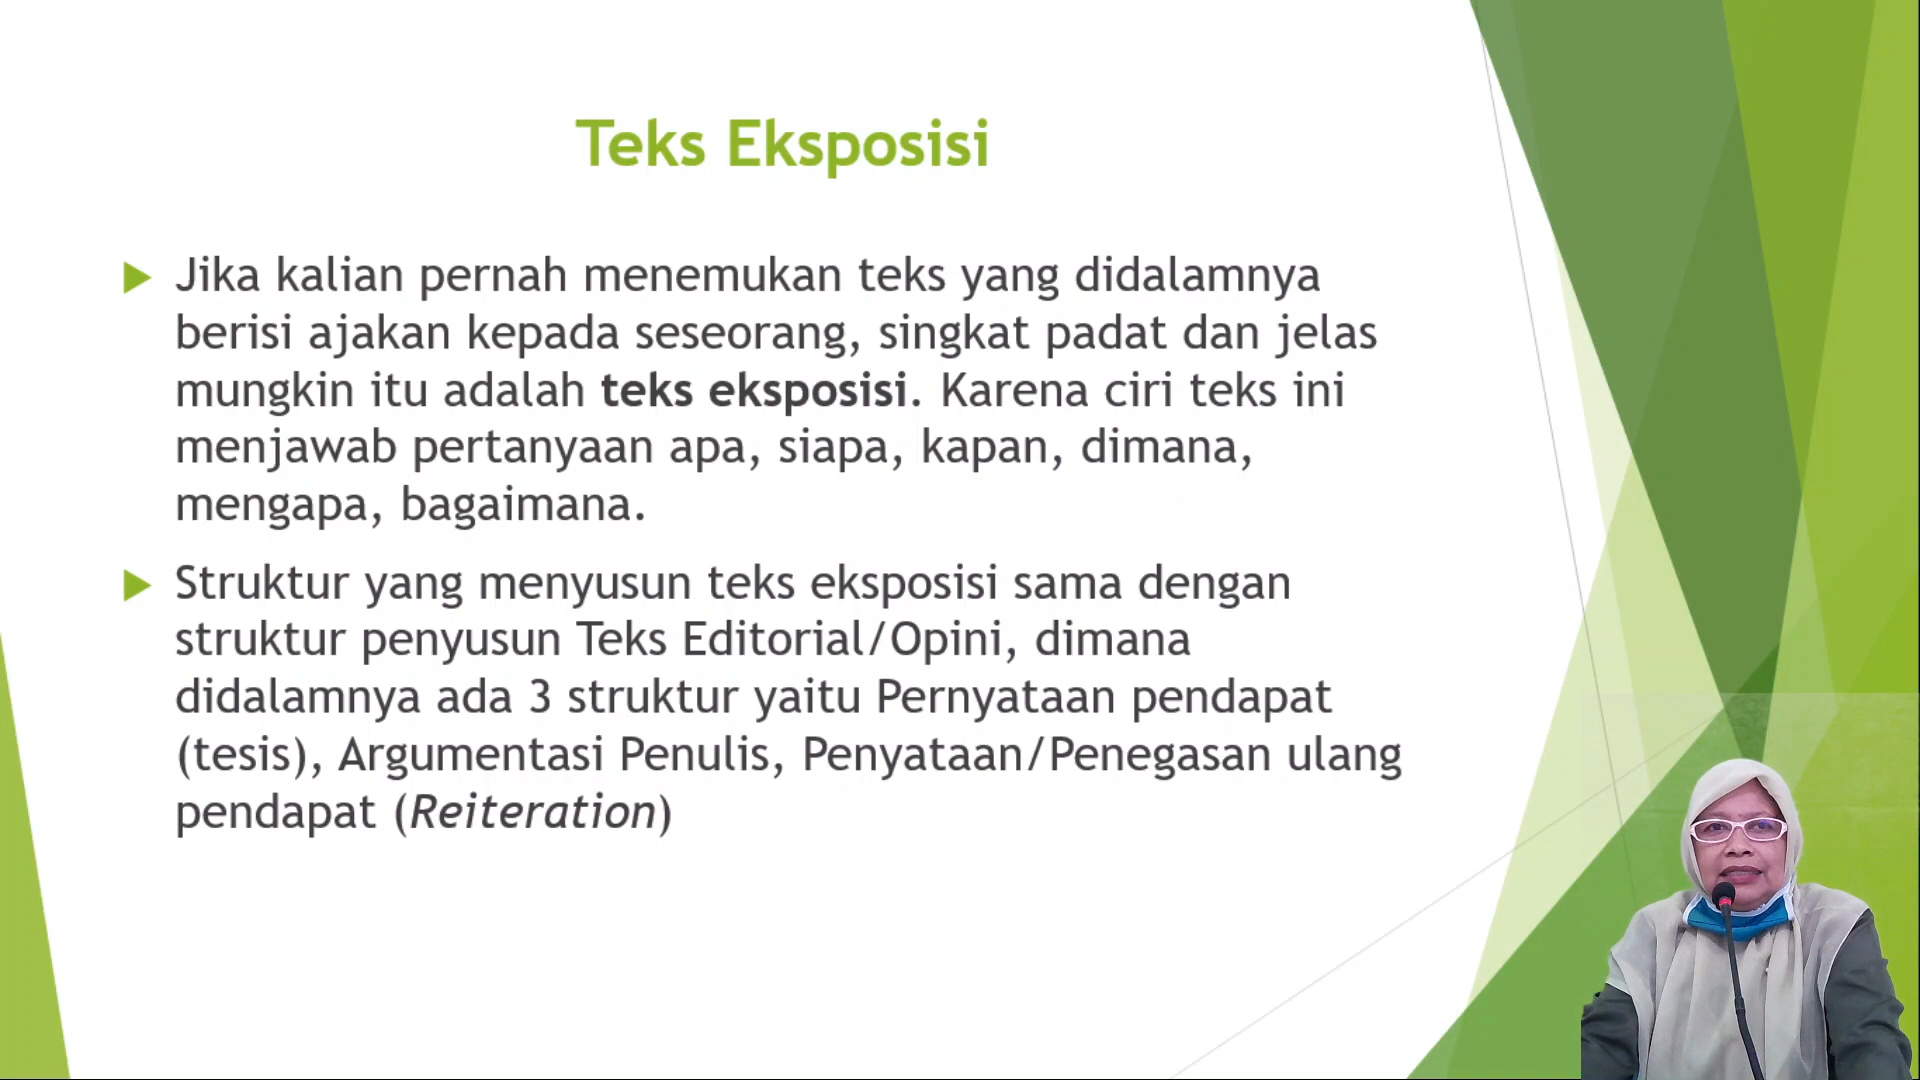 Teks Eksposisi
Jika kalian pernah menemukan teks yang didalamnya
berisi ajakan kepada seseorang, singkat padat dan jelas
mungkin itu adalah teks eksposisi. Karena ciri teks ini
menjawab pertanyaan apa, siapa, kapan, dimana,
mengapa, bagaimana.
Struktur yang menyusun teks eksposisi sama dengan
struktur penyusun Teks Editorial/Opini, dimana
didalamnya ada 3 struktur yaitu Pernyataan pendapat
(tesis), Argumentasi Penulis, Penyataan/Penegasan ulang
pendapat (Reiteration)